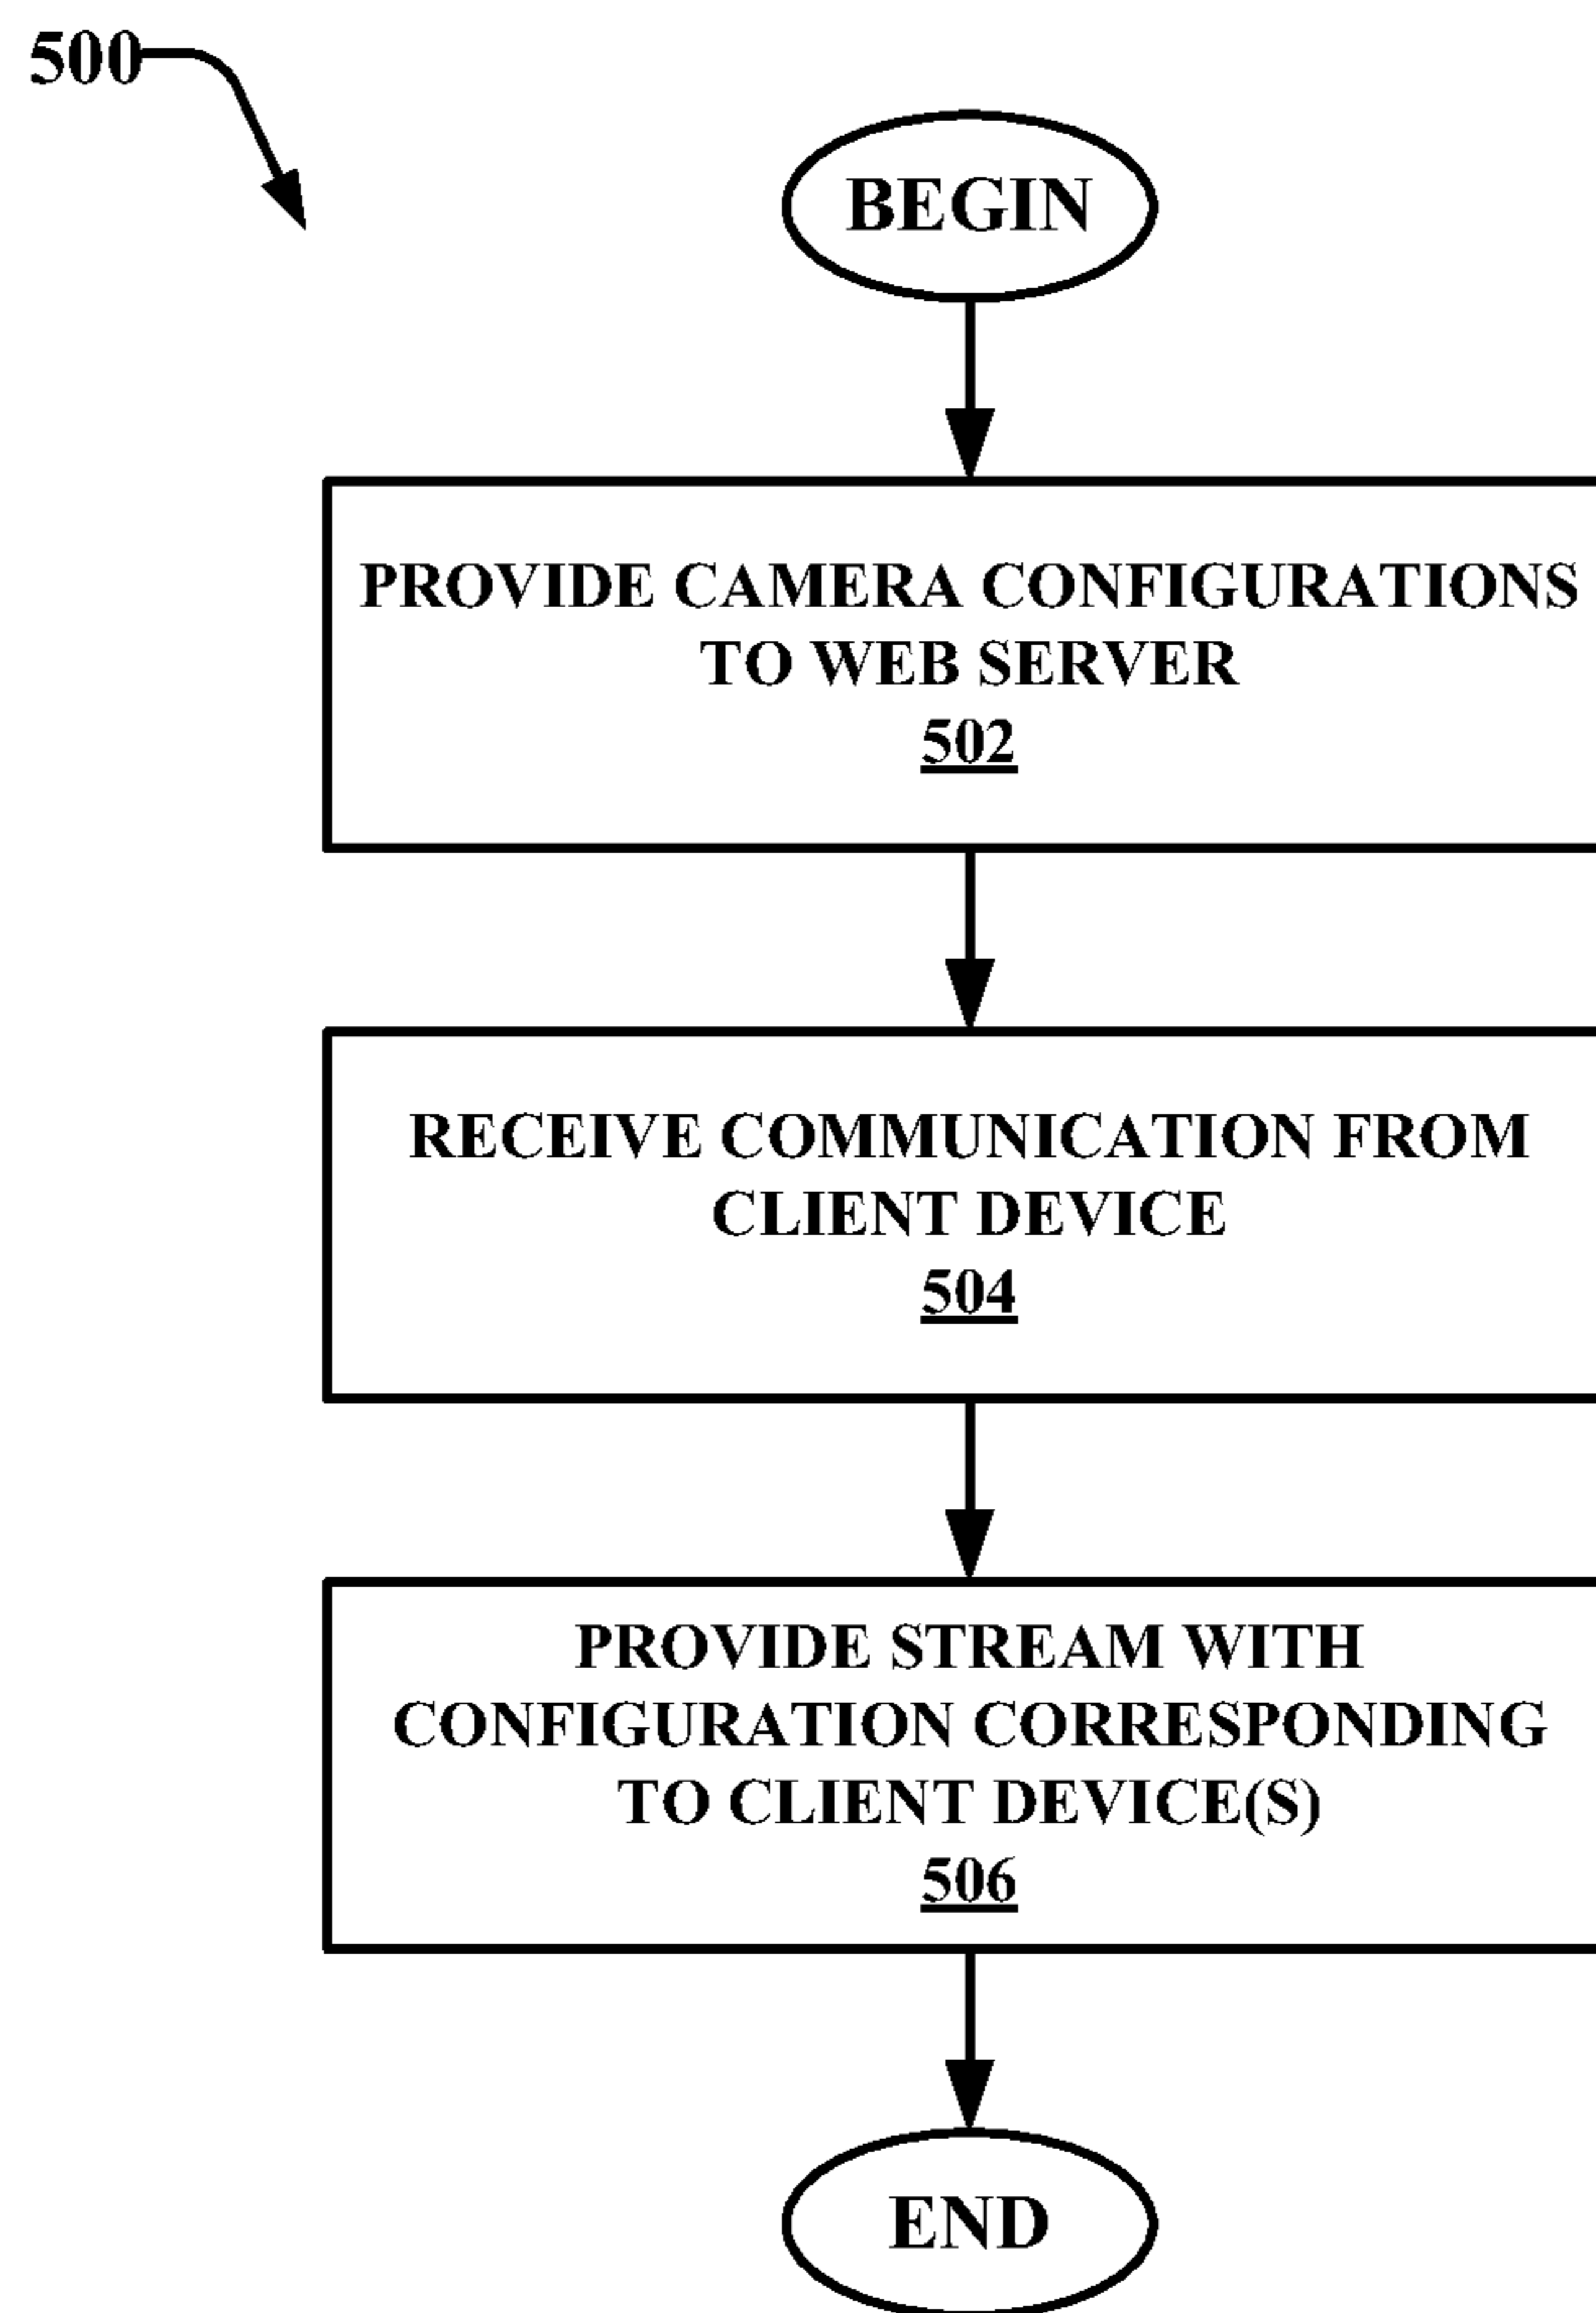 500
BEGIN
PROVIDE CAMERA CONFIGURATIONS
TO WEB SERVER
502
RECEIVE COMMUNICATION FROM
CLIENT DEVICE
504
PROVIDE STREAM WITH
CONFIGURATION CORRESPONDING
TO CLIENT DEVICE(S)
506
END